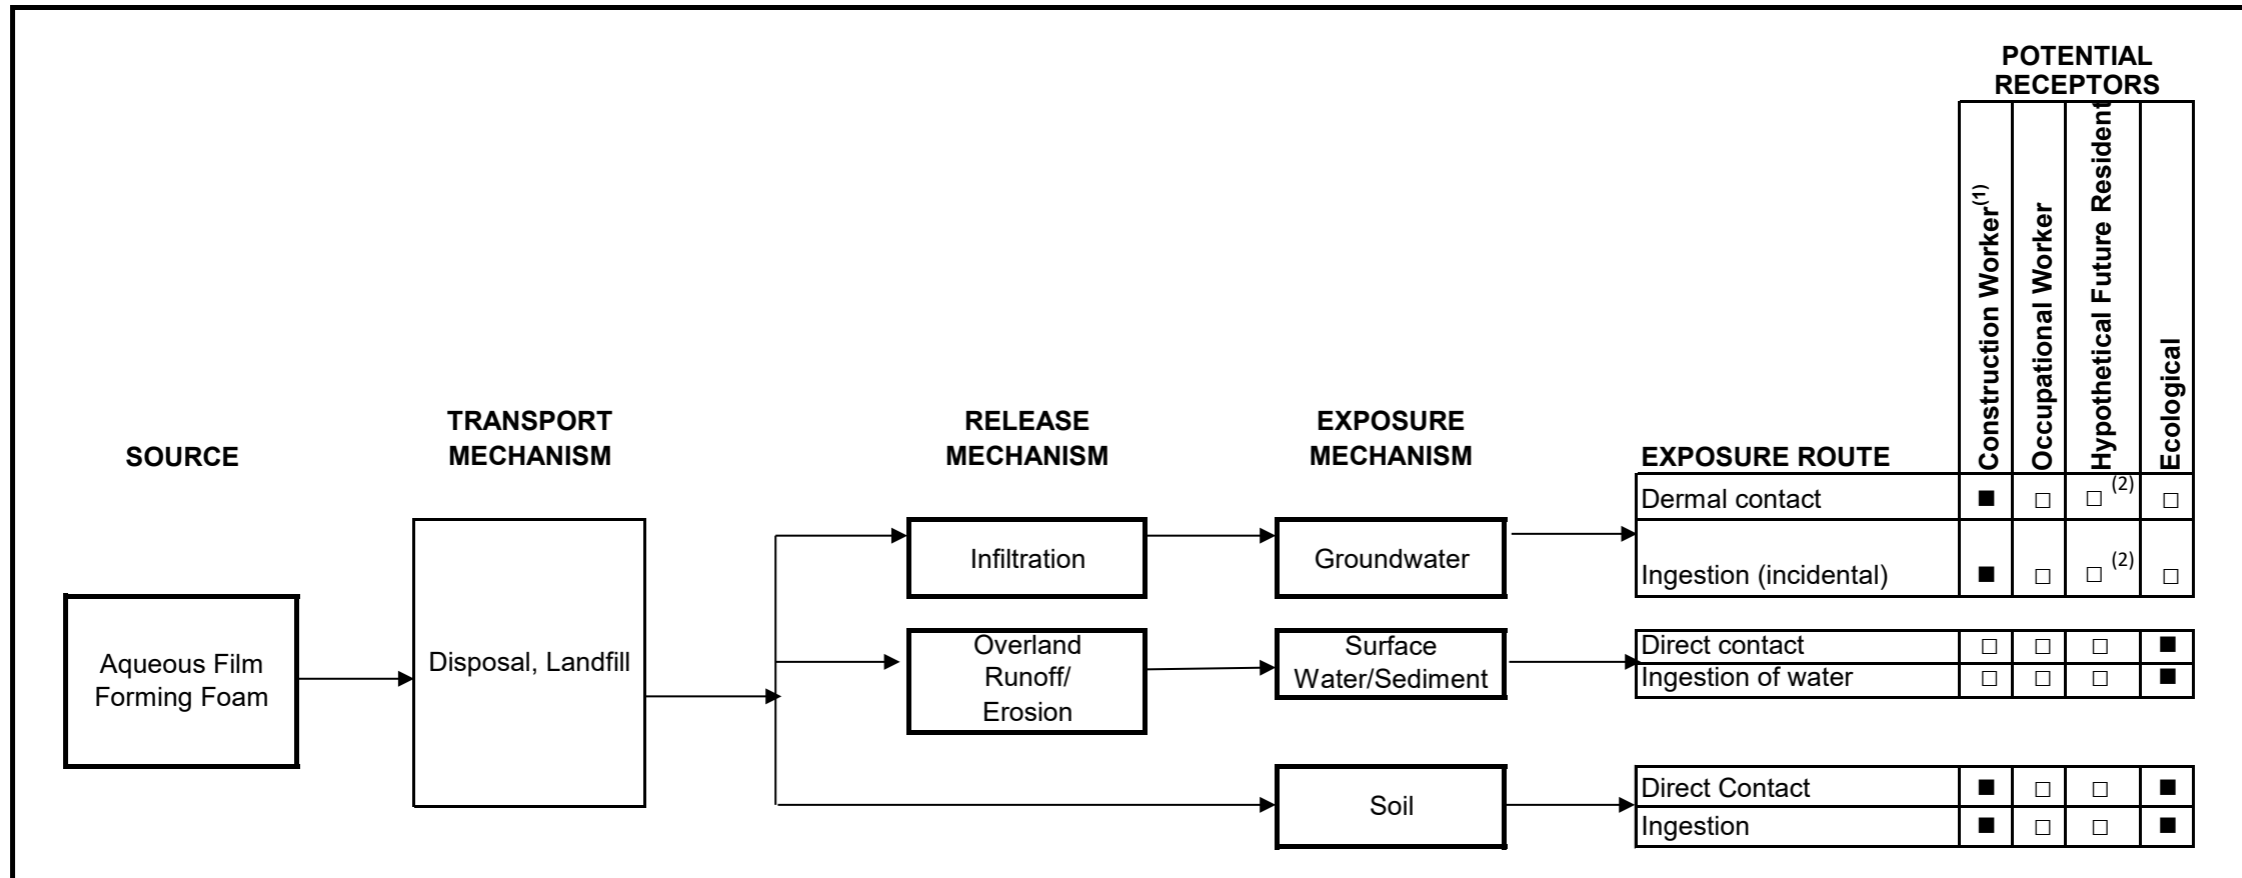 POTENTIAL
RECEPTORS
Construction Worker(1)
Occupational Worker
Hypothetical Future Resident
Ecological
SOURCE
TRANSPORT
MECHANISM
RELEASE
MECHANISM
EXPOSURE
MECHANISM
EXPOSURE ROUTE
Aqueous Film
Forming Foam
Disposal, Landfill
Infiltration
Groundwater
Dermal contact ■ □ □ (2) □
Ingestion (incidental) ■ □ □ (2) □
Overland
Runoff/
Erosion
Surface
Water/Sediment
Direct contact □ □ □ ■
Ingestion of water □ □ □ ■
Soil
Direct Contact ■ □ □ ■
Ingestion ■ □ □ ■